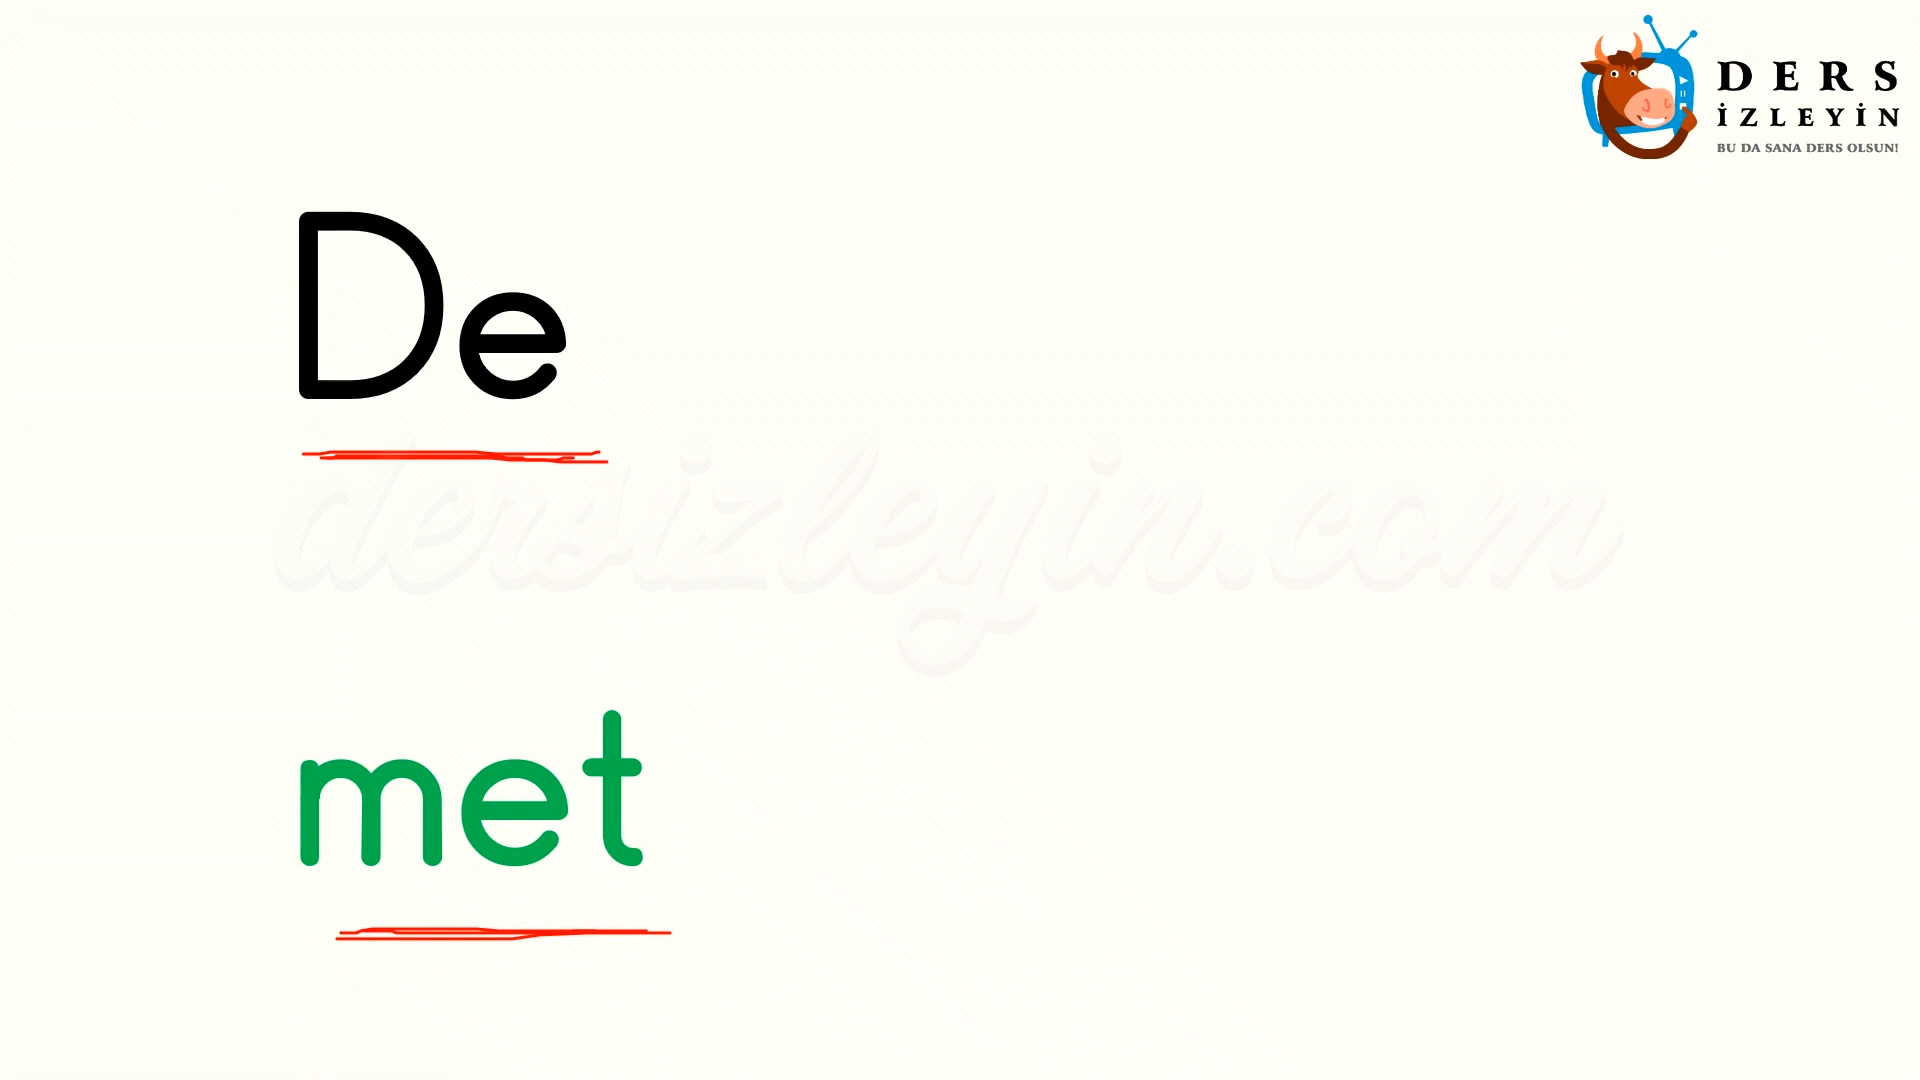 DERS
İZLEYİN
BU DA SANA DERS OLSUN!
De
dersizleyin.com
met